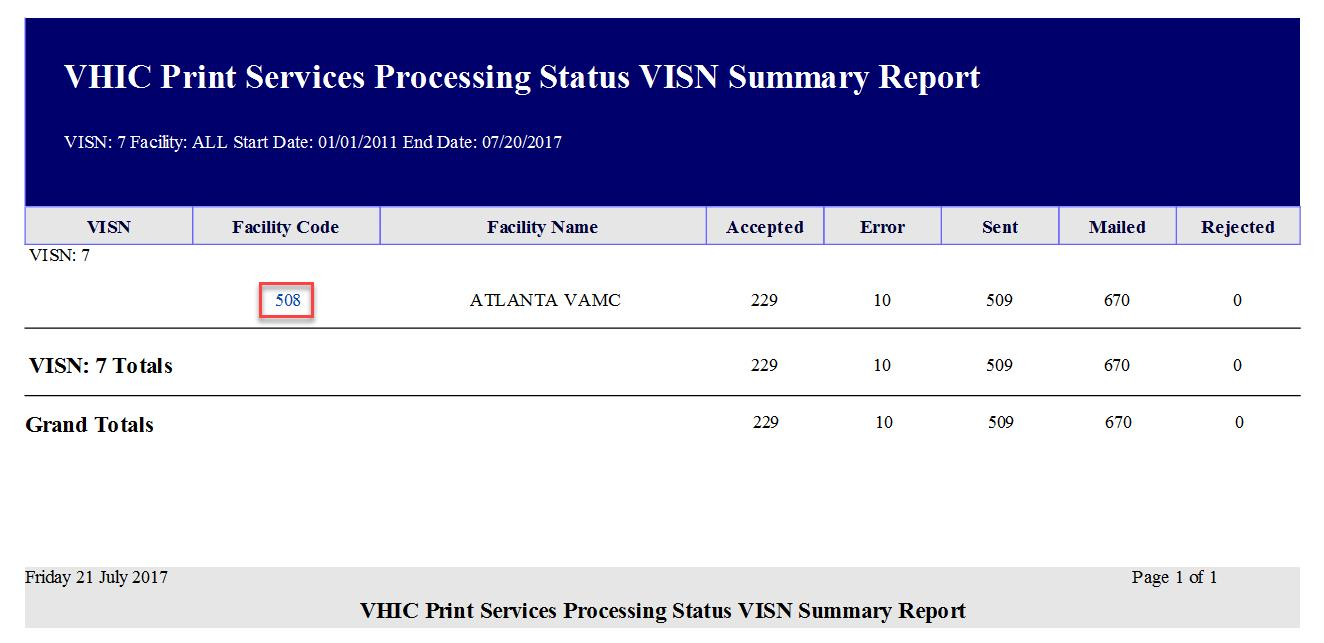 VHIC Print Services Processing Status VISN Summary Report
VISN: 7 Facility: ALL Start Date: 01/01/2011 End Date: 07/20/2017
VISN Facility Code Facility Name Accepted Error Sent Mailed Rejected
VISN: 7
508 ATLANTA VAMC 229 10 509 670 0
VISN: 7 Totals 229 10 509 670 0
Grand Totals 229 10 509 670 0
Friday 21 July 2017 Page 1 of 1
VHIC Print Services Processing Status VISN Summary Report